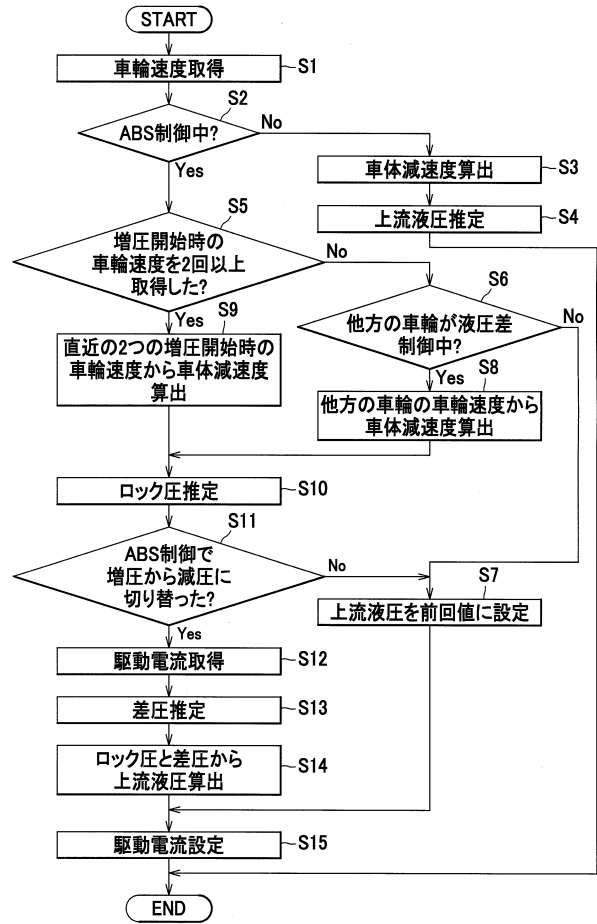 START
車輪速度取得
S1
S2
ABS制御中?
No
Yes
車体減速度算出
S3
上流液圧推定
S4
S5
増圧開始時の
車輪速度を2回以上
取得した?
No
Yes
S6
他方の車輪が液圧差
制御中?
No
Yes
S9
直近の2つの増圧開始時の
車輪速度から車体減速度
算出
S8
他方の車輪の車輪速度から
車体減速度算出
ロック圧推定
S10
S11
ABS制御で
増圧から減圧に
切り替った?
No
Yes
S7
上流液圧を前回値に設定
駆動電流取得
S12
差圧推定
S13
ロック圧と差圧から
上流液圧算出
S14
駆動電流設定
S15
END